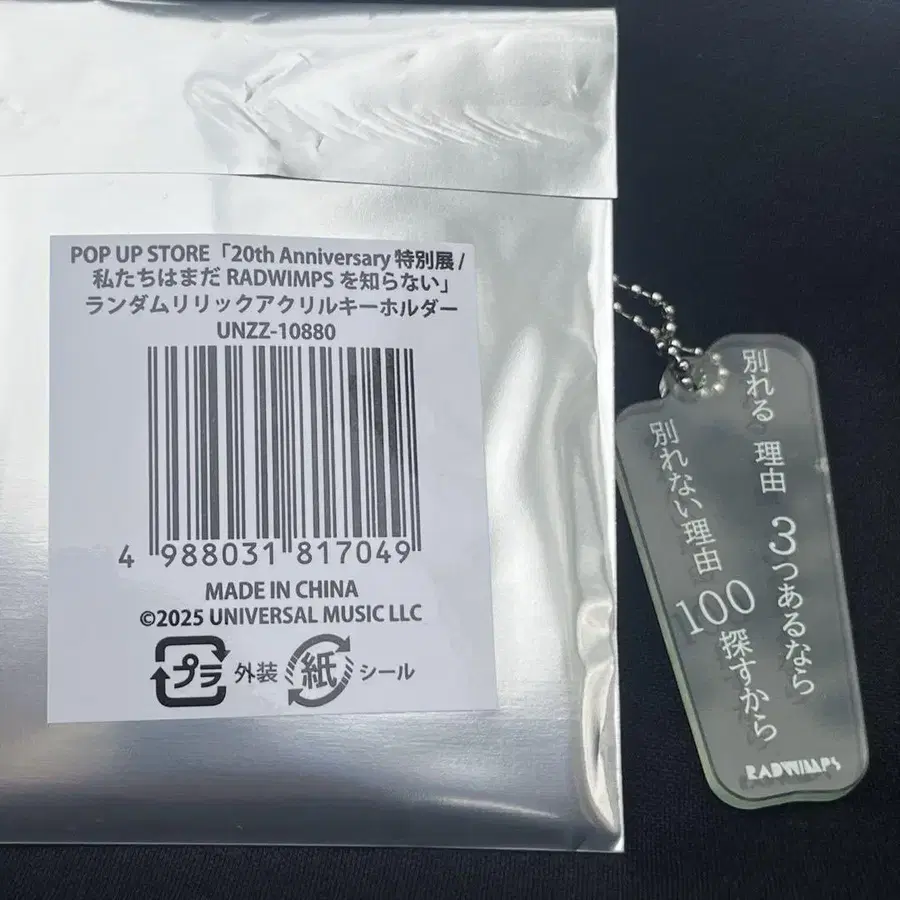 POP UP STORE「20th Anniversary 特別展 /
私たちはまだ RADWIMPS を知らない」
ランダムリリックアクリルキーホルダー
UNZZ-10880
4 988031 817049
MADE IN CHINA
©2025 UNIVERSAL MUSIC LLC
プラ 外装 紙 シール
別れる 理由 3つあるなら
別れない理由 100 探すから
RADWIMPS